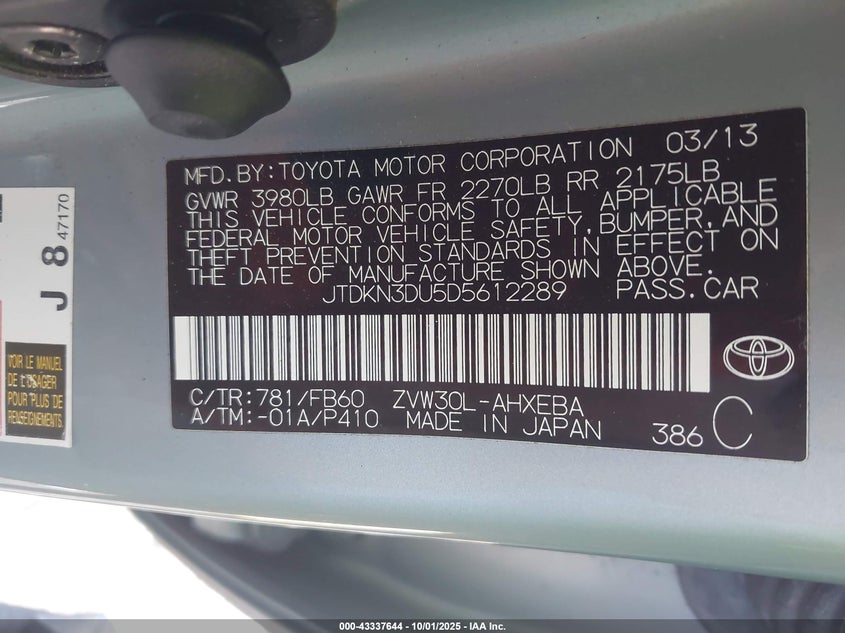 MFD.BY:TOYOTA MOTOR CORPORATION 03/13
GVWR 3980LB GAWR FR 2270LB RR 2175LB
THIS VEHICLE CONFORMS TO ALL APPLICABLE
FEDERAL MOTOR VEHICLE SAFETY,BUMPER,AND
THEFT PREVENTION STANDARDS IN EFFECT ON
THE DATE OF MANUFACTURE SHOWN ABOVE.
JTDKN3DU5D5612289 PASS.CAR
C/TR:781/FB60 ZVW30L-AHXEBA
A/TM:-01A/P410 MADE IN JAPAN 386 C
J 8 47170
VOIR LE MANUEL
DE L'USAGER
POUR PLUS DE
RENSEIGNEMENTS
000-43337644 | 10/01/2025 | IAA Inc.